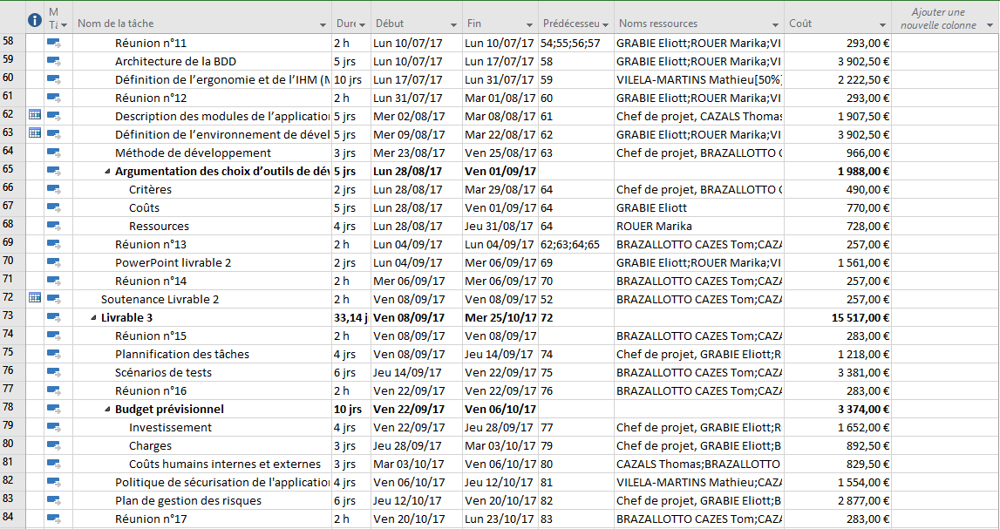 i M Tâ Nom de la tâche Duré Début Fin Prédécesseu Noms ressources Coût Ajouter une nouvelle colonne
58 Réunion n°11 2 h Lun 10/07/17 Lun 10/07/17 54;55;56;57 GRABIE Eliott;ROUER Marika;VI 293,00 €
59 Architecture de la BDD 5 jrs Lun 10/07/17 Lun 17/07/17 58 GRABIE Eliott;ROUER Marika;VI 3 902,50 €
60 Définition de l’ergonomie et de l’IHM (M 10 jrs Lun 17/07/17 Lun 31/07/17 59 VILELA-MARTINS Mathieu[50%] 2 222,50 €
61 Réunion n°12 2 h Lun 31/07/17 Mar 01/08/17 60 GRABIE Eliott;ROUER Marika;VI 293,00 €
62 Description des modules de l’application 5 jrs Mer 02/08/17 Mar 08/08/17 61 Chef de projet, CAZALS Thomas 1 907,50 €
63 Définition de l’environnement de dével 5 jrs Mer 09/08/17 Mar 22/08/17 62 GRABIE Eliott;ROUER Marika;VI 3 902,50 €
64 Méthode de développement 3 jrs Mer 23/08/17 Ven 25/08/17 63 Chef de projet, BRAZALLOTTO C 966,00 €
65 Argumentation des choix d’outils de dév 5 jrs Lun 28/08/17 Ven 01/09/17 1 988,00 €
66 Critères 2 jrs Lun 28/08/17 Mar 29/08/17 64 Chef de projet, BRAZALLOTTO C 490,00 €
67 Coûts 5 jrs Lun 28/08/17 Ven 01/09/17 64 GRABIE Eliott 770,00 €
68 Ressources 4 jrs Lun 28/08/17 Jeu 31/08/17 64 ROUER Marika 728,00 €
69 Réunion n°13 2 h Lun 04/09/17 Lun 04/09/17 62;63;64;65 BRAZALLOTTO CAZES Tom;CAZA 257,00 €
70 PowerPoint livrable 2 2 jrs Lun 04/09/17 Mer 06/09/17 69 GRABIE Eliott;ROUER Marika;VI 1 561,00 €
71 Réunion n°14 2 h Mer 06/09/17 Mer 06/09/17 70 BRAZALLOTTO CAZES Tom;CAZA 257,00 €
72 Soutenance Livrable 2 2 h Ven 08/09/17 Ven 08/09/17 52 BRAZALLOTTO CAZES Tom;CAZA 257,00 €
73 Livrable 3 33,14 j Ven 08/09/17 Mer 25/10/17 72 15 517,00 €
74 Réunion n°15 2 h Ven 08/09/17 Ven 08/09/17 BRAZALLOTTO CAZES Tom;CAZA 283,00 €
75 Plannification des tâches 4 jrs Ven 08/09/17 Jeu 14/09/17 74 Chef de projet, GRABIE Eliott;R 1 218,00 €
76 Scénarios de tests 6 jrs Jeu 14/09/17 Ven 22/09/17 75 BRAZALLOTTO CAZES Tom;CAZA 3 381,00 €
77 Réunion n°16 2 h Ven 22/09/17 Ven 22/09/17 76 BRAZALLOTTO CAZES Tom;CAZA 283,00 €
78 Budget prévisionnel 10 jrs Ven 22/09/17 Ven 06/10/17 3 374,00 €
79 Investissement 4 jrs Ven 22/09/17 Jeu 28/09/17 77 Chef de projet, GRABIE Eliott;R 1 652,00 €
80 Charges 3 jrs Jeu 28/09/17 Mar 03/10/17 79 Chef de projet, GRABIE Eliott;B 892,50 €
81 Coûts humains internes et externes 3 jrs Mar 03/10/17 Ven 06/10/17 80 CAZALS Thomas;BRAZALLOTTO 829,50 €
82 Politique de sécurisation de l'application 4 jrs Ven 06/10/17 Jeu 12/10/17 81 VILELA-MARTINS Mathieu;CAZA 1 554,00 €
83 Plan de gestion des risques 6 jrs Jeu 12/10/17 Ven 20/10/17 82 Chef de projet, GRABIE Eliott;B 2 877,00 €
84 Réunion n°17 2 h Ven 20/10/17 Lun 23/10/17 83 BRAZALLOTTO CAZES Tom;CAZA 283,00 €